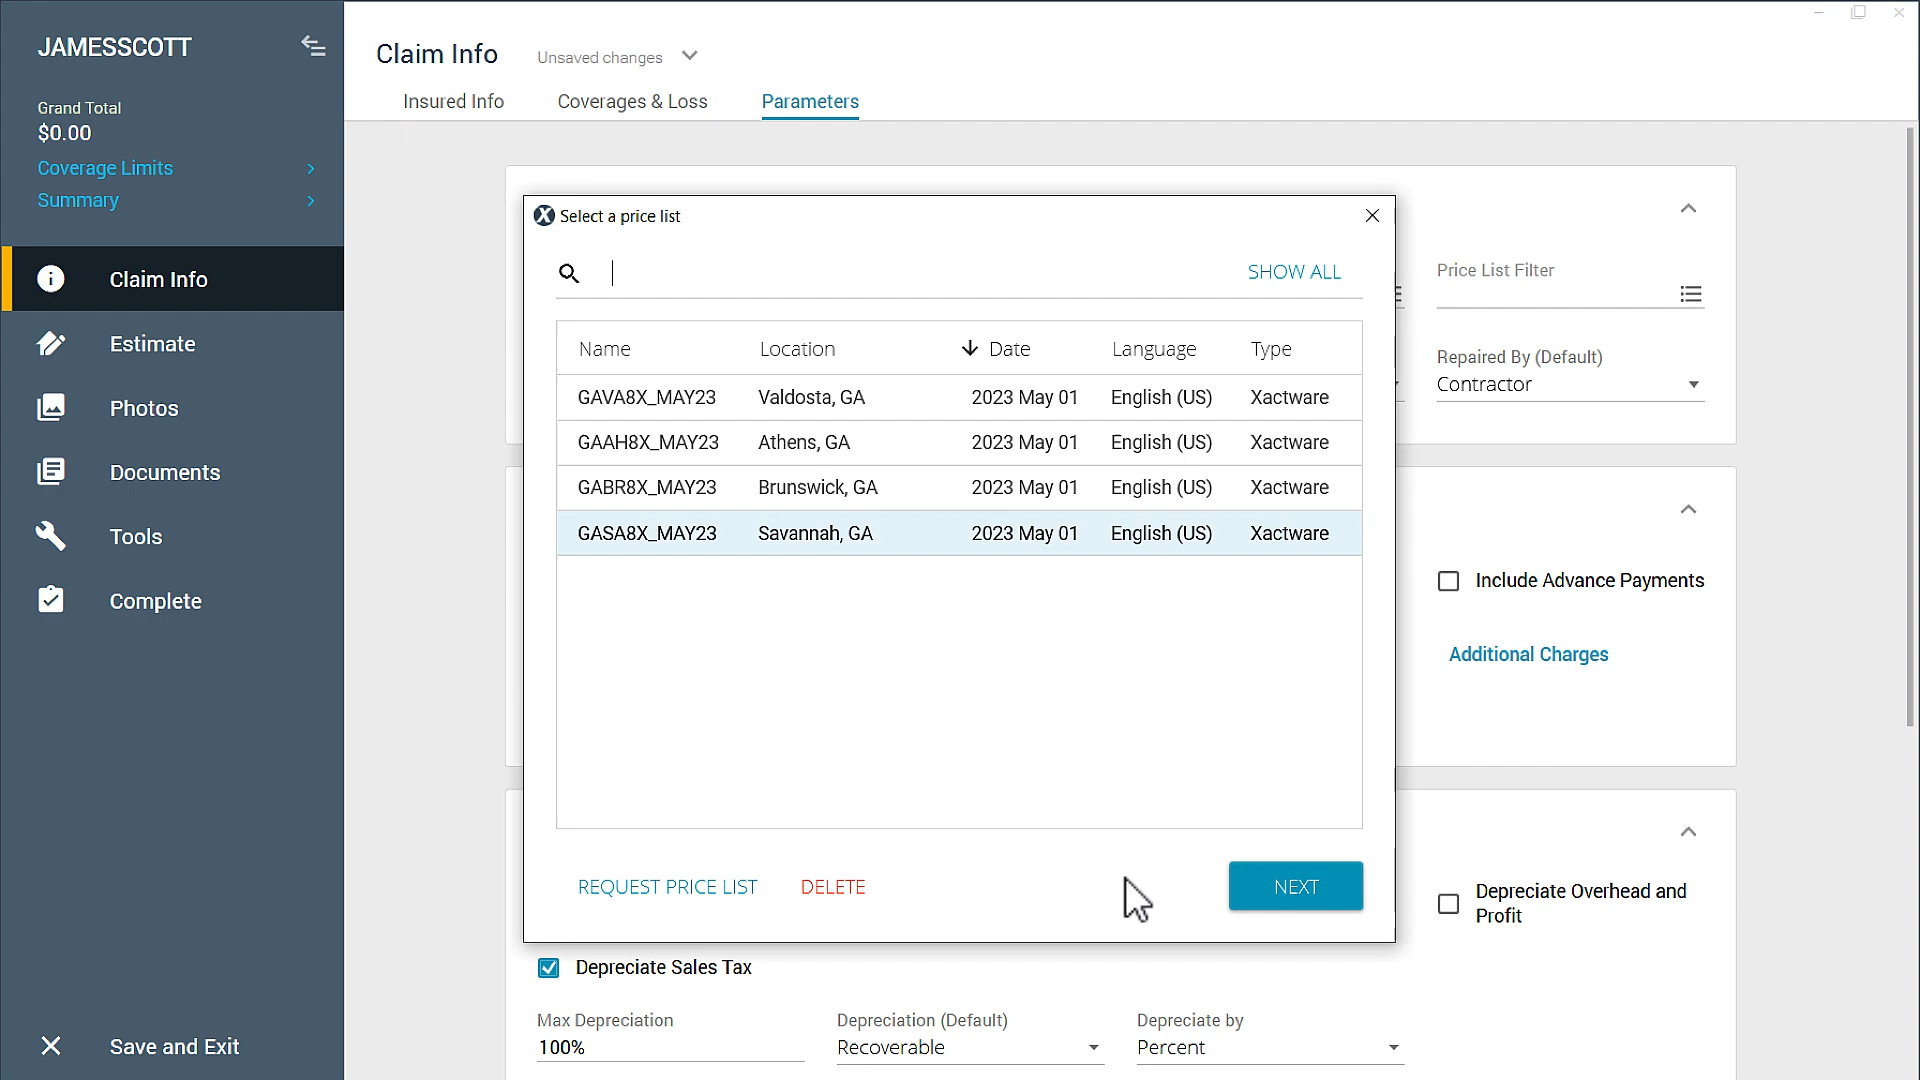 JAMESSCOTT
Grand Total
$0.00
Coverage Limits
Summary
Claim Info
Estimate
Photos
Documents
Tools
Complete
Save and Exit
Claim Info
Unsaved changes
Insured Info
Coverages & Loss
Parameters
Select a price list
SHOW ALL
Name Location Date Language Type
GAVA8X_MAY23 Valdosta, GA 2023 May 01 English (US) Xactware
GAAH8X_MAY23 Athens, GA 2023 May 01 English (US) Xactware
GABR8X_MAY23 Brunswick, GA 2023 May 01 English (US) Xactware
GASA8X_MAY23 Savannah, GA 2023 May 01 English (US) Xactware
REQUEST PRICE LIST
DELETE
NEXT
Price List Filter
Repaired By (Default)
Contractor
Include Advance Payments
Additional Charges
Depreciate Overhead and
Profit
Depreciate Sales Tax
Max Depreciation
100%
Depreciation (Default)
Recoverable
Depreciate by
Percent